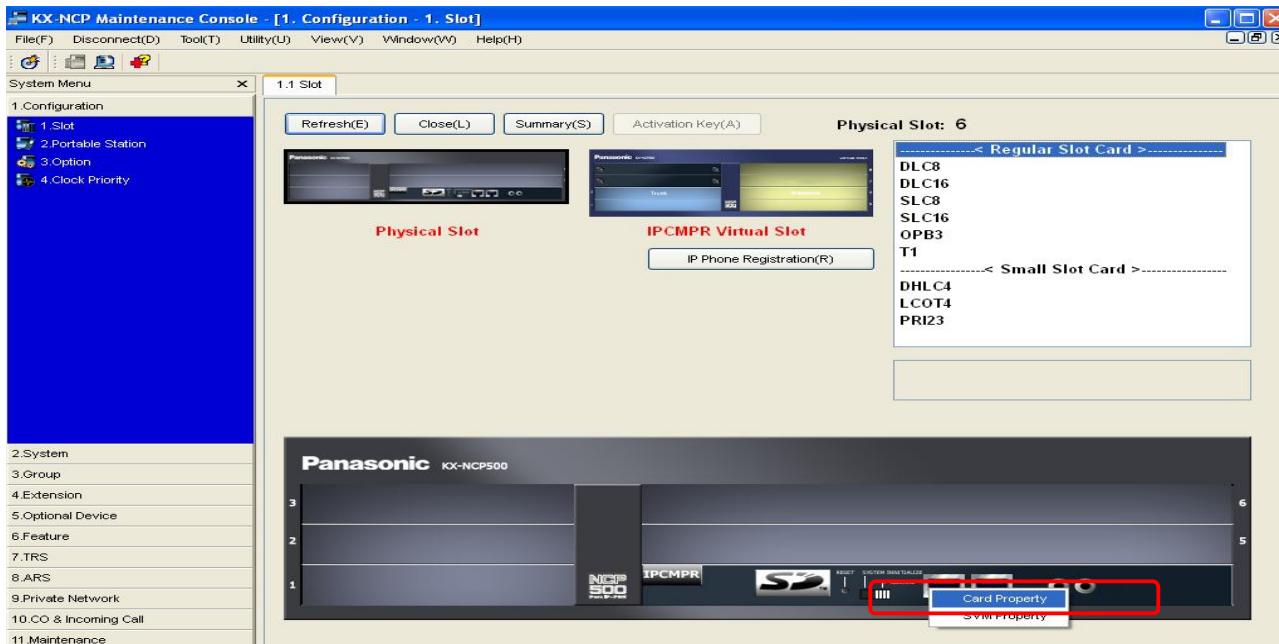 KX-NCP Maintenance Console - [1. Configuration - 1. Slot]
File(F) Disconnect(D) Tool(T) Utility(U) View(V) Window(W) Help(H)
System Menu
1.1 Slot
1.Configuration
1.Slot
2.Portable Station
3.Option
4.Clock Priority
2.System
3.Group
4.Extension
5.Optional Device
6.Feature
7.TRS
8.ARS
9.Private Network
10.CO & Incoming Call
11.Maintenance
Refresh(E) Close(L) Summary(S) Activation Key(A)
Physical Slot: 6
Panasonic
Panasonic
Trunk
Physical Slot
IPCMPR Virtual Slot
IP Phone Registration(R)
---------------< Regular Slot Card >---------------
DLC8
DLC16
SLC8
SLC16
OPB3
T1
-----------------< Small Slot Card >-----------------
DHLC4
LCOT4
PRI23
Panasonic KX-NCP500
3
6
2
5
1
NCP
500
IPCMPR
SD
RESET
SYSTEM INITIALIZE
Card Property
SVM Property